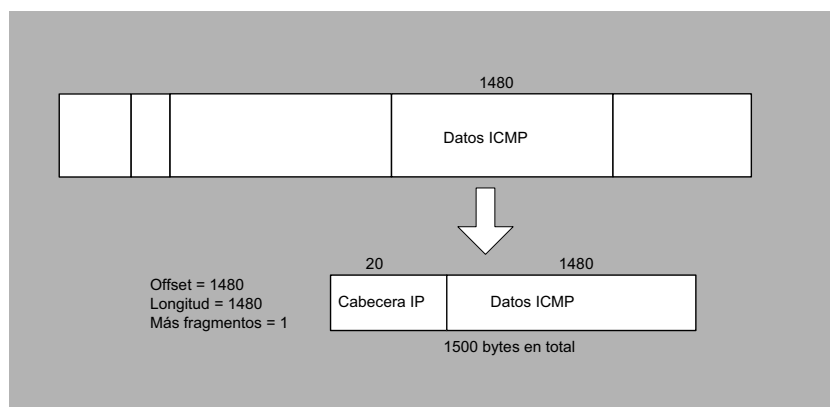 1480
Datos ICMP
20
1480
Offset = 1480
Longitud = 1480
Más fragmentos = 1
Cabecera IP
Datos ICMP
1500 bytes en total